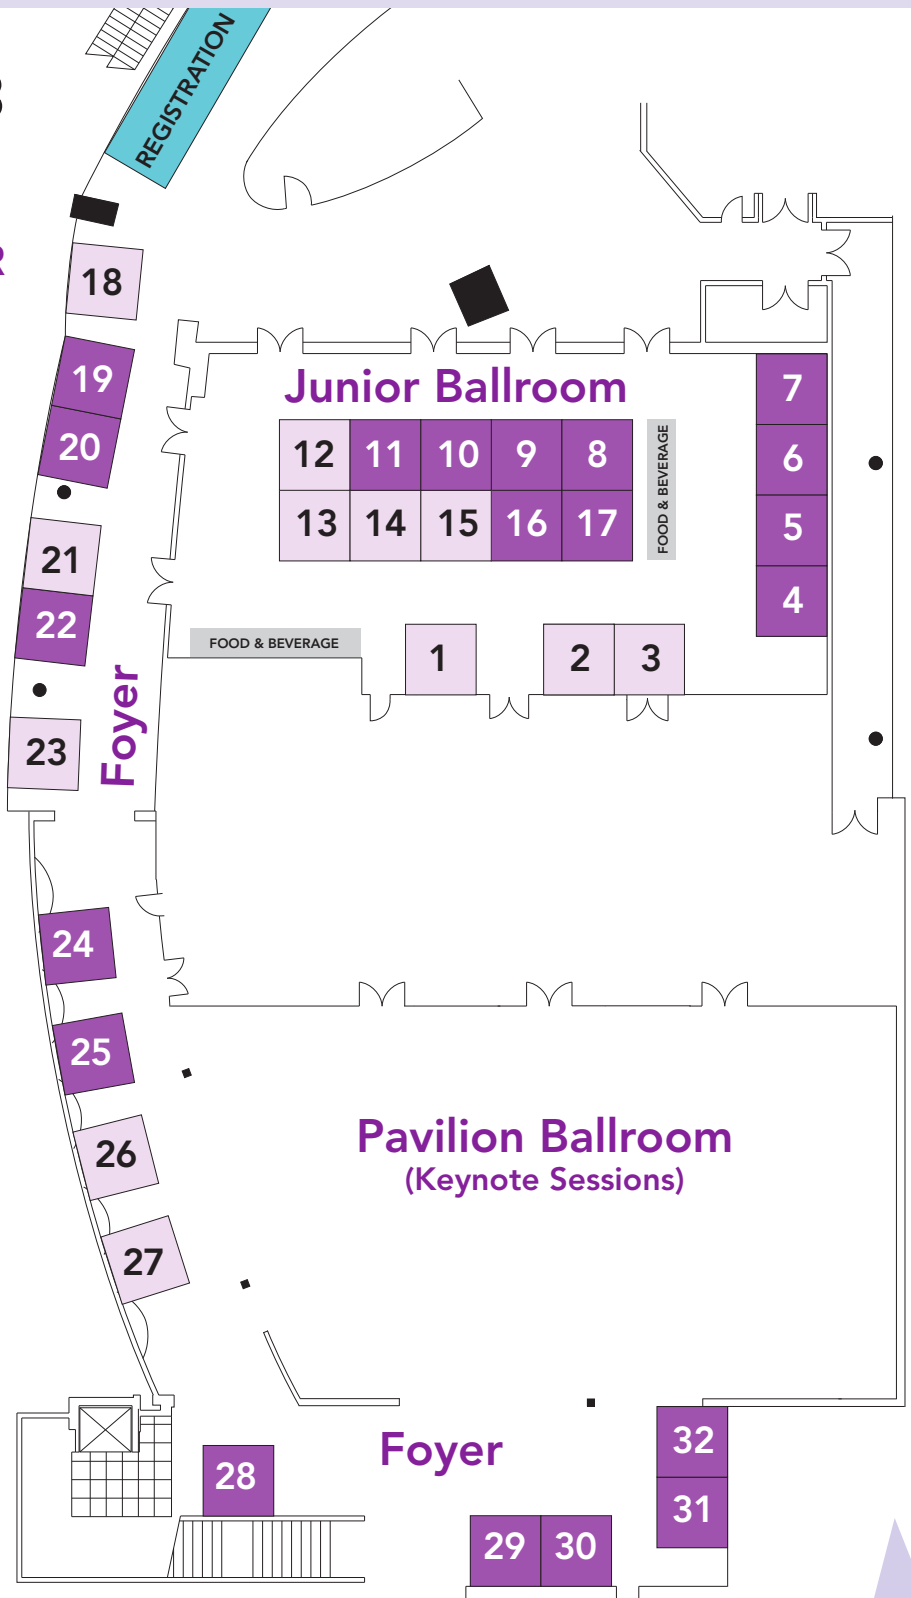 REGISTRATION
R
18
19
20
21
22
23
Foyer
Junior Ballroom
12 11 10 9 8
13 14 15 16 17
FOOD & BEVERAGE
7
6
5
4
FOOD & BEVERAGE
1 2 3
24
25
26
27
Pavilion Ballroom
(Keynote Sessions)
Foyer
28
29 30
32
31